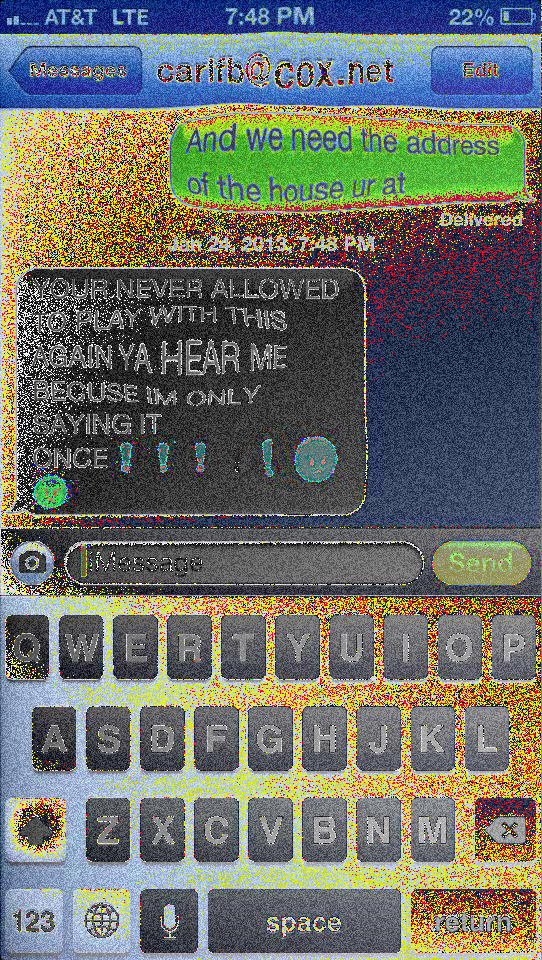 AT&T LTE 7:48 PM 22%
Messages carifb@cox.net Edit
And we need the address
of the house ur at
Delivered
Jan 24, 2013, 7:48 PM
YOUR NEVER ALLOWED
TO PLAY WITH THIS
AGAIN YA HEAR ME
BECUSE IM ONLY
SAYING IT
ONCE ! ! ! ! !
iMessage Send
Q W E R T Y U I O P
A S D F G H J K L
Z X C V B N M
123 space return